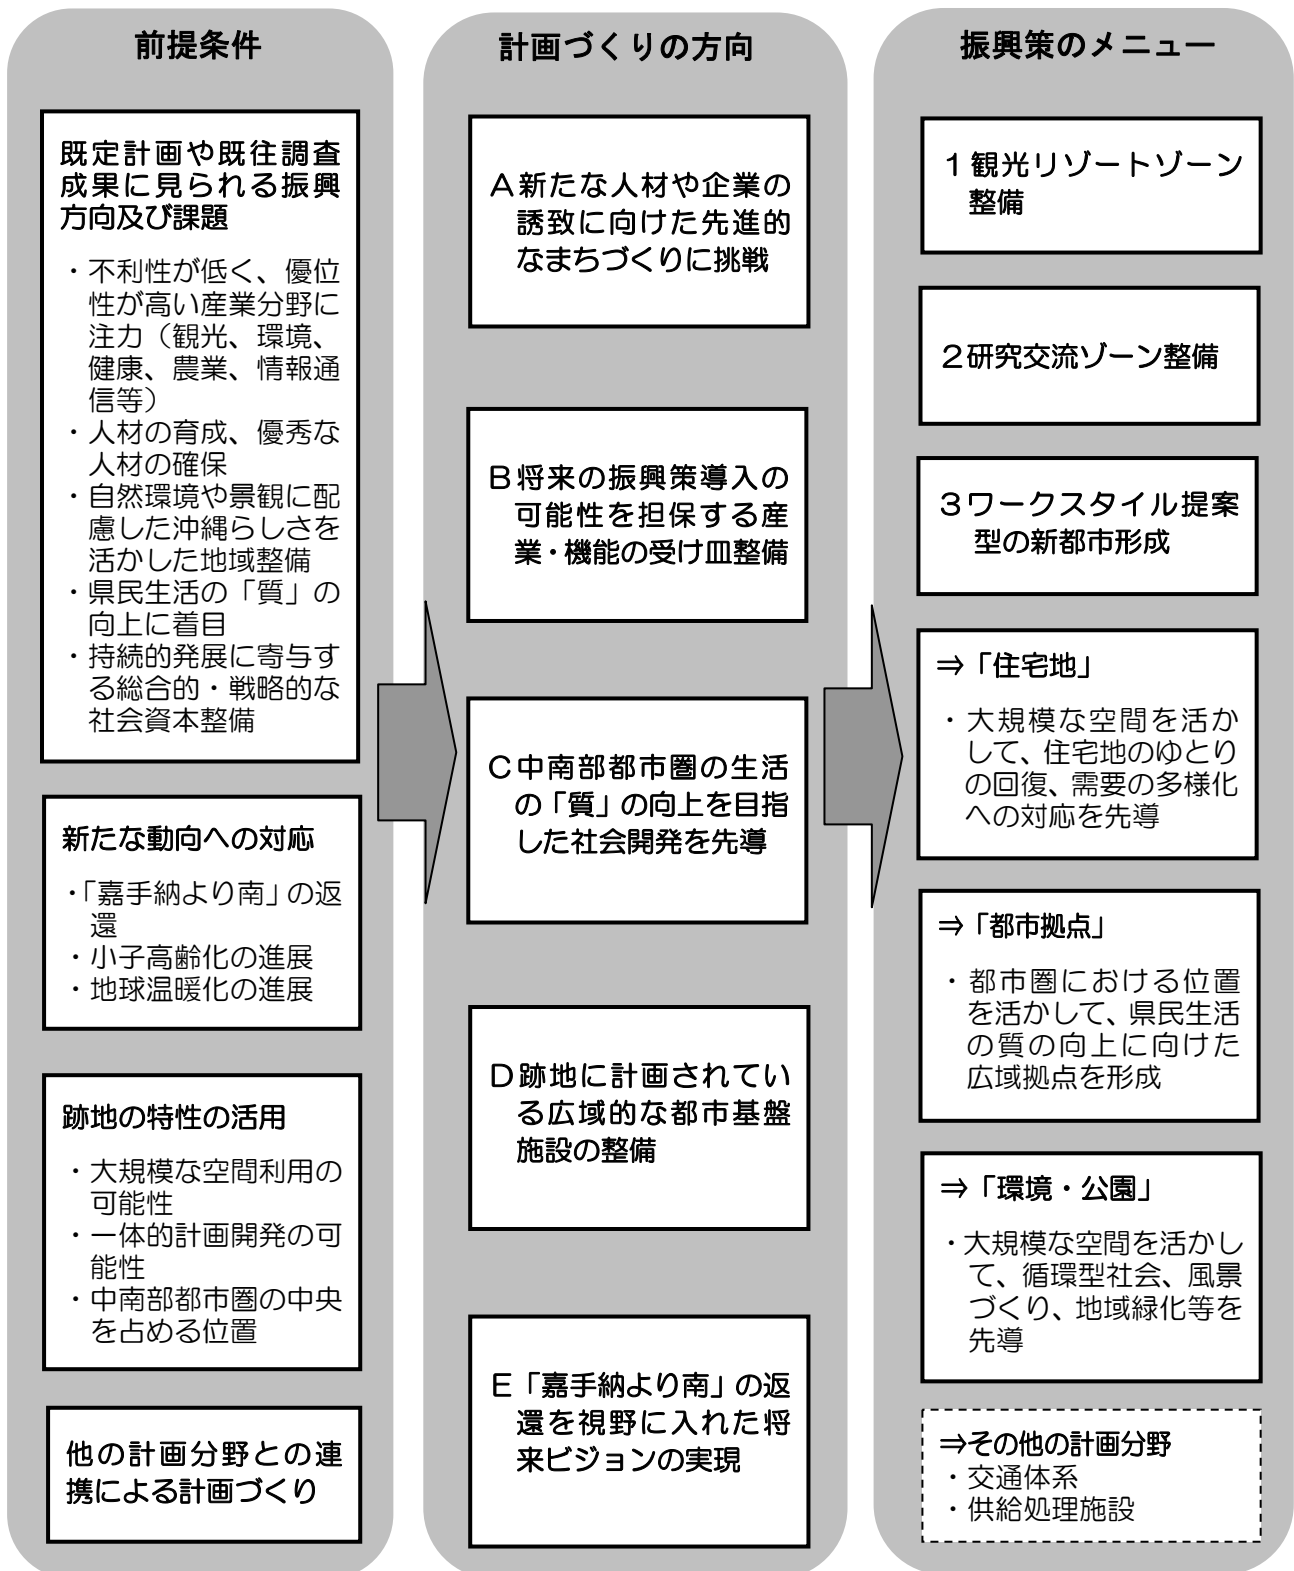 前提条件
既定計画や既往調査
成果に見られる振興
方向及び課題
・不利性が低く、優位
性が高い産業分野に
注力（観光、環境、
健康、農業、情報通
信等）
・人材の育成、優秀な
人材の確保
・自然環境や景観に配
慮した沖縄らしさを
活かした地域整備
・県民生活の「質」の
向上に着目
・持続的発展に寄与す
る総合的・戦略的な
社会資本整備
新たな動向への対応
・「嘉手納より南」の返
還
・少子高齢化の進展
・地球温暖化の進展
跡地の特性の活用
・大規模な空間利用の
可能性
・一体的計画開発の可
能性
・中南部都市圏の中央
を占める位置
他の計画分野との連
携による計画づくり
計画づくりの方向
A新たな人材や企業の
誘致に向けた先進的
なまちづくりに挑戦
B将来の振興策導入の
可能性を担保する産
業・機能の受け皿整備
C中南部都市圏の生活
の「質」の向上を目指
した社会開発を先導
D跡地に計画されてい
る広域的な都市基盤
施設の整備
E「嘉手納より南」の返
還を視野に入れた将
来ビジョンの実現
振興策のメニュー
１観光リゾートゾーン
整備
２研究交流ゾーン整備
３ワークスタイル提案
型の新都市形成
⇒「住宅地」
・大規模な空間を活か
して、住宅地のゆとり
の回復、需要の多様化
への対応を先導
⇒「都市拠点」
・都市圏における位置
を活かして、県民生活
の質の向上に向けた
広域拠点を形成
⇒「環境・公園」
・大規模な空間を活かし
て、循環型社会、風景
づくり、地域緑化等を
先導
⇒その他の計画分野
・交通体系
・供給処理施設